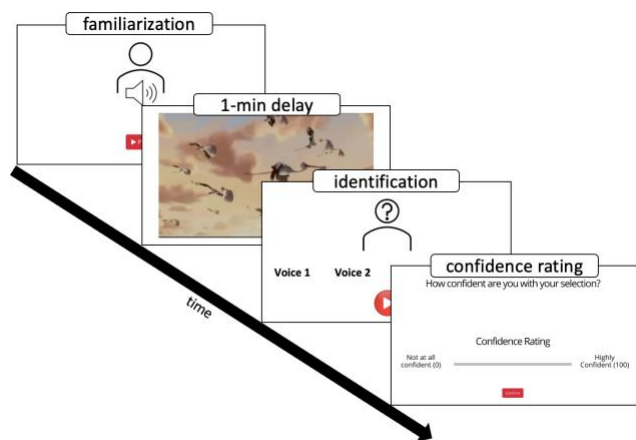 familiarization
1-min delay
identification
?
Voice 1 Voice 2
confidence rating
How confident are you with your selection?
Confidence Rating
Not at all
confident (0)
Highly
Confident (100)
time